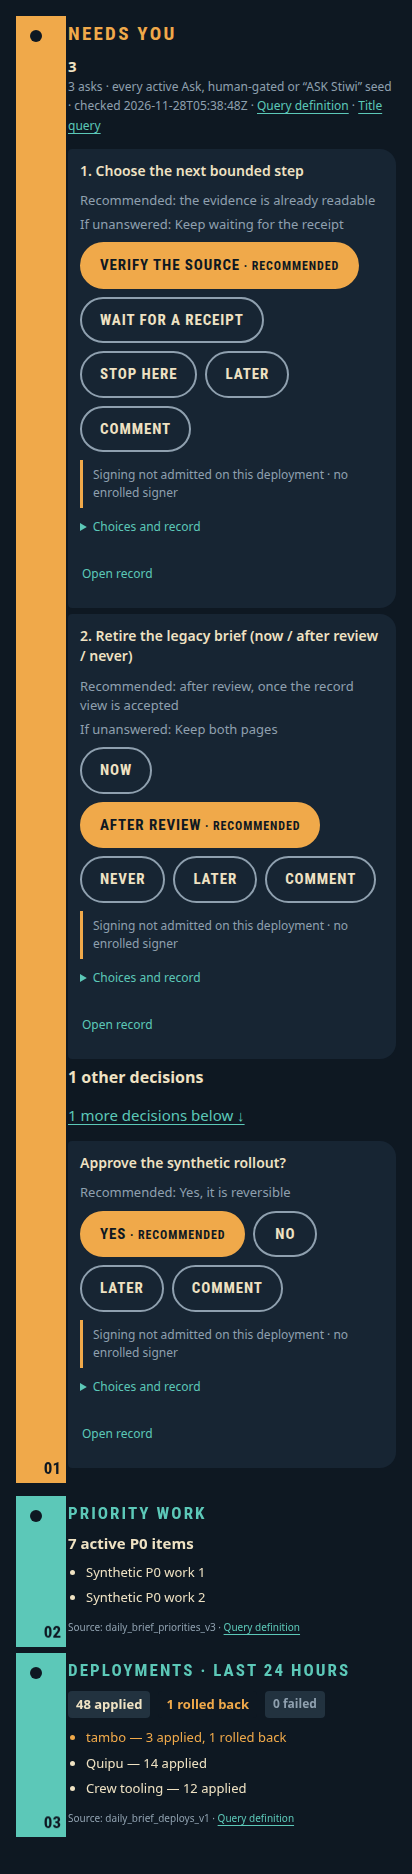 NEEDS YOU
3
3 asks · every active Ask, human-gated or “ASK Stiwi” seed
· checked 2026-11-28T05:38:48Z · Query definition · Title
query
1. Choose the next bounded step
Recommended: the evidence is already readable
If unanswered: Keep waiting for the receipt
VERIFY THE SOURCE · RECOMMENDED
WAIT FOR A RECEIPT
STOP HERE
LATER
COMMENT
Signing not admitted on this deployment · no
enrolled signer
▶ Choices and record
Open record
2. Retire the legacy brief (now / after review
/ never)
Recommended: after review, once the record
view is accepted
If unanswered: Keep both pages
NOW
AFTER REVIEW · RECOMMENDED
NEVER
LATER
COMMENT
Signing not admitted on this deployment · no
enrolled signer
▶ Choices and record
Open record
1 other decisions
1 more decisions below ↓
Approve the synthetic rollout?
Recommended: Yes, it is reversible
YES · RECOMMENDED
NO
LATER
COMMENT
Signing not admitted on this deployment · no
enrolled signer
▶ Choices and record
Open record
01
PRIORITY WORK
7 active P0 items
• Synthetic P0 work 1
• Synthetic P0 work 2
02
Source: daily_brief_priorities_v3 · Query definition
DEPLOYMENTS · LAST 24 HOURS
48 applied
1 rolled back
0 failed
• tambo — 3 applied, 1 rolled back
• Quipu — 14 applied
• Crew tooling — 12 applied
03
Source: daily_brief_deploys_v1 · Query definition